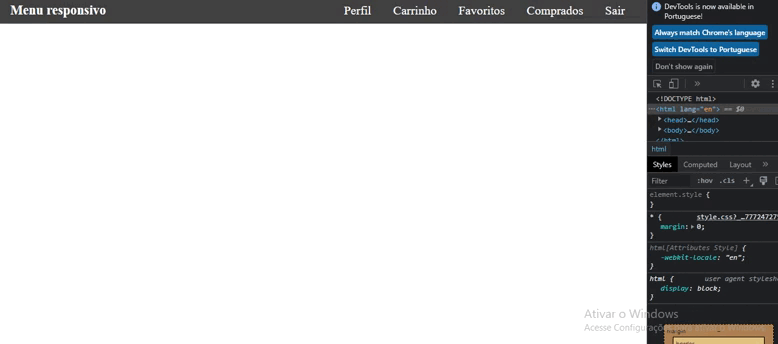 Menu responsivo Perfil Carrinho Favoritos Comprados Sair
DevTools is now available in
Portuguese!
Always match Chrome's language
Switch DevTools to Portuguese
Don't show again
»
<!DOCTYPE html>
<html lang="en"> == $0
<head>…</head>
<body>…</body>
</html>
html
Styles Computed Layout »
Filter :hov .cls +
element.style {
}
* { style.css?_…77724727
margin: 0;
}
html[Attributes Style] {
-webkit-locale: "en";
}
html { user agent stylesh
display: block;
}
Ativar o Windows
Acesse
margin -